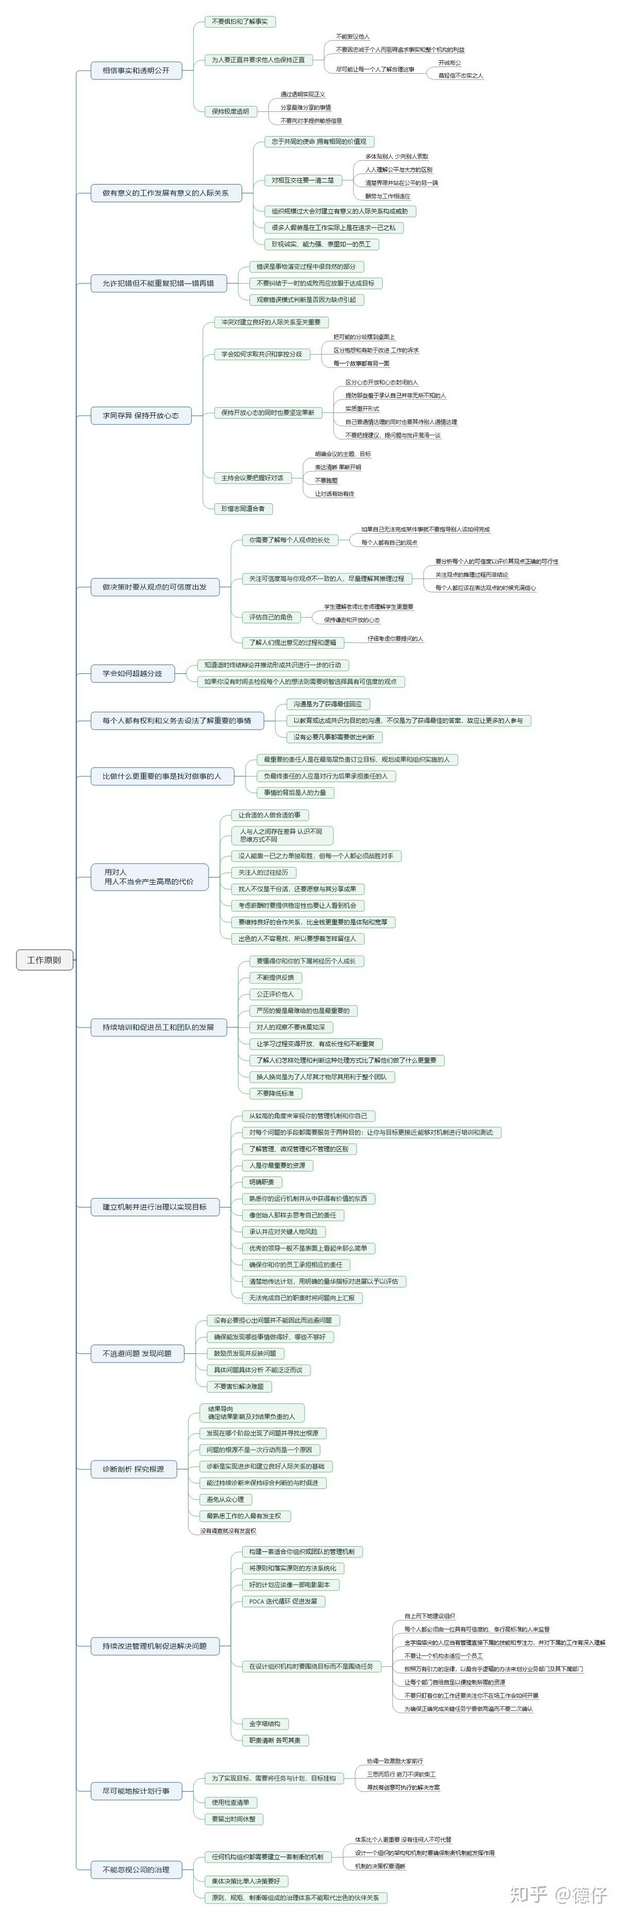 不要惧怕和了解事实
不能妄议他人
不要因忠诚于个人而阻碍追求事实和整个机构的利益
为人要正直并要求他人也保持正直
开诚布公
尽可能让每一个人了解合理这事
相信事实和透明公开
通过透明实现正义
分享最难分享的事情
保持极度透明
不要向对手提供敏感信息
忠于共同的使命 拥有相同的价值观
多体贴别人 少向别人索取
人人理解公平与大方的区别
对相互交往要一清二楚
清楚界限并站在公平的另一端
酬劳与工作相适应
做有意义的工作发展有意义的人际关系
组织规模过大会对建立有意义的人际关系构成威胁
很多人假装是在工作实际上是在追求一己之私
珍视诚实、能力强、表里如一的员工
错误是事物演变过程中很自然的部分
允许犯错但不能重复犯错一错再错
不要纠结于一时的成败而应放眼于达成目标
观察错误模式判断是否因为缺点引起
冲突对建立良好的人际关系至关重要
把可能的分歧摆到桌面上
学会如何求取共识和掌控分歧
区分抱怨和有助于改进 工作的诉求
每一个故事都有另一面
区分心态开放和心态封闭的人
提防那些羞于承认自己并非无所不知的人
求同存异 保持开放心态
保持开放心态的同时也要坚定果断
实质重开形式
自己要通情达理的同时也要其待别人通情达理
不要把提建议、提问题与批评混淆一谈
明确会议的主题、目标
表达清晰 果断开明
主持会议要把握好对话
不要跑题
让对话有始有终
珍惜志同道合者
如果自己无法完成某件事就不要指导别人该如何完成
你需要了解每个人观点的长处
每个人都有自己的观点
要分析每个人的可信度以评价其观点正确的可行性
做决策时要从观点的可信度出发
关注可信度高与你观点不一致的人，尽量理解其推理过程
关注观点的推理过程而非结论
每个人都应该在表达观点的时候充满信心
学生理解老师比老师理解学生更重要
评估自己的角色
保持谦逊和开放的心态
了解人们提出意见的过程和逻辑
仔细考虑你要提问的人
学会如何超越分歧
知道适时终结辩论并推动形成共识进行一步的行动
如果你没有时间去检视每个人的想法则需要明智选择具有可信度的观点
沟通是为了获得最佳回应
每个人都有权利和义务去设法了解重要的事情
以教育或达成共识为目的的沟通，不仅是为了获得最佳的答案，故应让更多的人参与
没有必要凡事都需要做出判断
最重要的责任人是在最高层负责订立目标、规划成果和组织实施的人
比做什么更重要的事是找对做事的人
负最终责任的人应是对行为后果承担责任的人
事情的背后是人的力量
让合适的人做合适的事
人与人之间存在差异 认识不同
思维方式不同
没人能靠一已之力单独取胜，但每一个人都必须战胜对手
用对人
用人不当会产生高昂的代价
关注人的过往经历
找人不仅是干份活，还要愿意与其分享成果
考虑薪酬时要提供稳定性也要让人看到机会
要维持良好的合作关系，比金钱更重要的是体贴和宽厚
出色的人不容易找，所以要想着怎样留住人
工作原则
要懂得你和你的下属将经历个人成长
不断提供反馈
公正评价他人
严厉的爱是最难给的也是最重要的
持续培训和促进员工和团队的发展
对人的观察不要讳莫如深
让学习过程变得开放、有成长性和不断重复
了解人们怎样处理和判断这种处理方式比了解他们做了什么更重要
换人换岗是为了人尽其才物尽其用利于整个团队
不要降低标准
从较高的角度来审视你的管理机制和你自己
对每个问题的手段都需要服务于两种目的：让你与目标更接近能够对机制进行培训和测试
了解管理、微观管理和不管理的区别
人是你最重要的资源
明确职责
建立机制并进行治理以实现目标
熟悉你的运行机制并从中获得有价值的东西
像创始人那样去思考自己的责任
承认并应对关键人物风险
优秀的领导一般不是表面上看起来那么简单
确保你和你的员工承担相应的责任
清楚地传达计划，用明确的量华指标对进展以予以评估
无法完成自己的职责时将问题向上汇报
没有必要担心出问题并不能因此而逃避问题
确保能发现哪些事情做得好、哪些不够好
不逃避问题 发现问题
鼓励员发现并反映问题
具体问题具体分析 不能泛泛而议
不要害怕解决难题
结果导向
确定结果影响及对结果负责的人
发现在哪个阶段出现了问题并寻找出根源
问题的根源不是一次行动而是一个原因
诊断剖析 探究根源
诊断是实现进步和建立良好人际关系的基础
能过持续诊断来保持综合判断的与时俱进
避免从众心理
最熟悉工作的人最有发主权
没有调查就没有发言权
构建一套适合你组织或团队的管理机制
将原则和落实原则的方法系统化
好的计划应该像一部电影剧本
PDCA 迭代循环 促进发展
自上而下地建设组织
每个人都必须由一位具有可信度的、奉行高标准的人来监督
持续改进管理机制促进解决问题
金字塔塔尖的人应当有管理直接下属的技能和专注力，并对下属的工作有深入理解
不要让一个机构去适应一个员工
在设计组织机构时要围绕目标而不是围绕任务
按照万有引力的定律，以最合乎逻辑的办法来划分业务部门及其下属部门
让每个部门自给自足以便控制所需的资源
不要只盯着你的工作还要关注你不在场工作会如何开展
为确保正确完成关键任务宁要做两遍而不要二次确认
金字塔结构
职责清晰 各司其责
协调一致激励大家前行
为了实现目标，需要将任务与计划、目标挂钩
三思而后行 磨刀不误砍柴工
尽可能地按计划行事
寻找有创意可执行的解决方案
使用检查清单
要留出时间休整
体系比个人更重要 没有任何人不可代替
任何机构组织都需要建立一套制衡的机制
设计一个组织的架构和机制时要确保制衡机制能发挥作用
机制的决策权要清晰
不能忽视公司的治理
集体决策比单人决策要好
原则、规矩、制衡等组成的治理体系不能取代出色的伙伴关系
知乎 @德仔